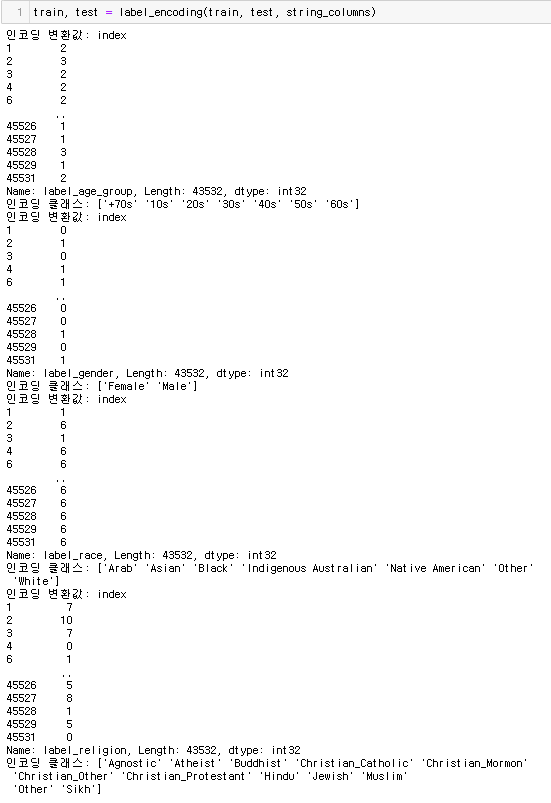 1 train, test = label_encoding(train, test, string_columns)
인코딩 변환값: index
1 2
2 3
3 2
4 2
6 2
..
45526 1
45527 1
45528 3
45529 1
45531 2
Name: label_age_group, Length: 43532, dtype: int32
인코딩 클래스: ['+70s' '10s' '20s' '30s' '40s' '50s' '60s']
인코딩 변환값: index
1 0
2 1
3 0
4 1
6 1
..
45526 0
45527 0
45528 1
45529 0
45531 1
Name: label_gender, Length: 43532, dtype: int32
인코딩 클래스: ['Female' 'Male']
인코딩 변환값: index
1 1
2 6
3 1
4 6
6 6
..
45526 6
45527 6
45528 6
45529 6
45531 6
Name: label_race, Length: 43532, dtype: int32
인코딩 클래스: ['Arab' 'Asian' 'Black' 'Indigenous Australian' 'Native American' 'Other'
'White']
인코딩 변환값: index
1 7
2 10
3 7
4 0
6 1
..
45526 5
45527 8
45528 1
45529 5
45531 0
Name: label_religion, Length: 43532, dtype: int32
인코딩 클래스: ['Agnostic' 'Atheist' 'Buddhist' 'Christian_Catholic' 'Christian_Mormon'
'Christian_Other' 'Christian_Protestant' 'Hindu' 'Jewish' 'Muslim'
'Other' 'Sikh']